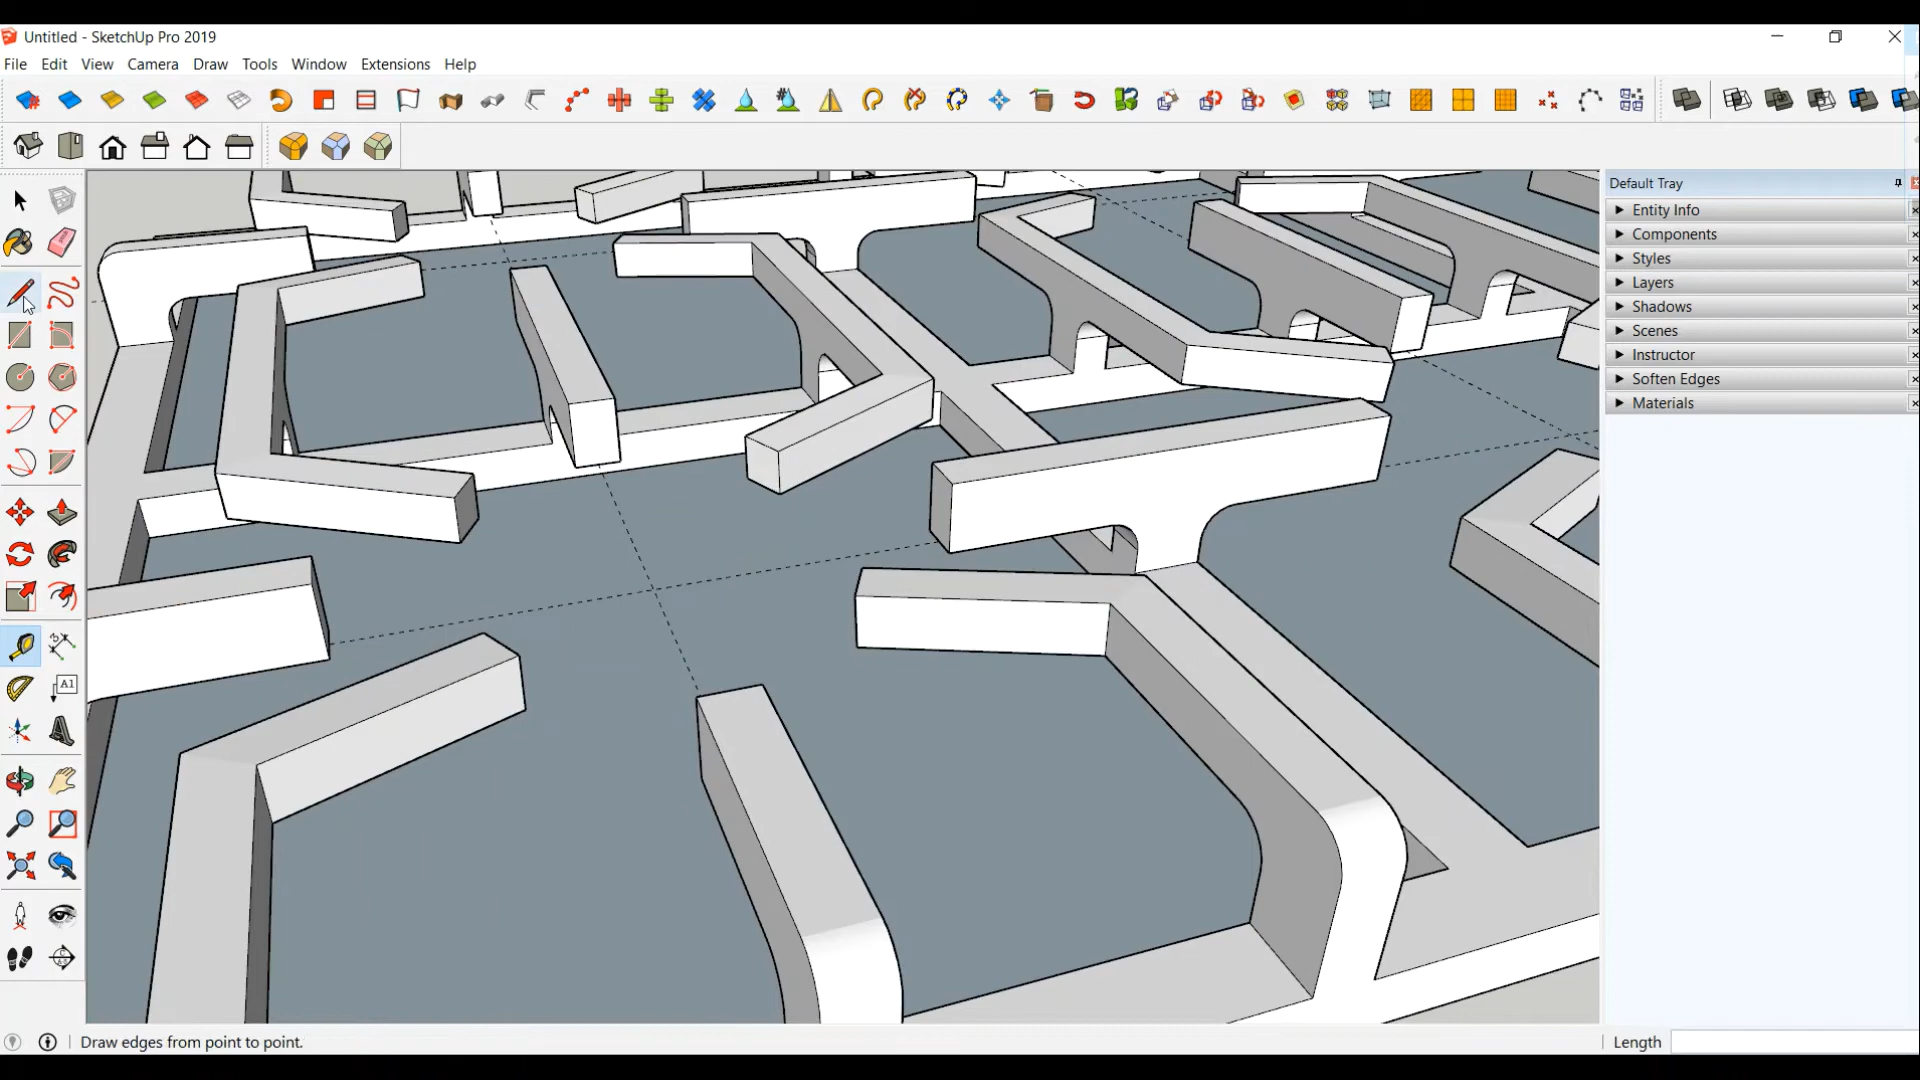 Untitled - SketchUp Pro 2019
File Edit View Camera Draw Tools Window Extensions Help
Default Tray
Entity Info
Components
Styles
Layers
Shadows
Scenes
Instructor
Soften Edges
Materials
A1
Draw edges from point to point.
Length